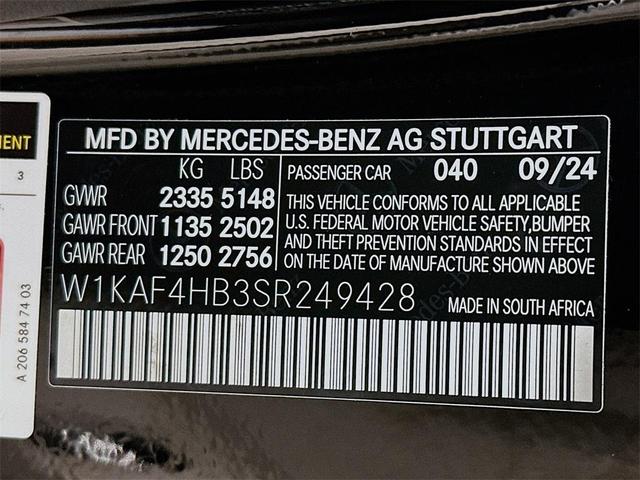 MENT
3
A 206 584 74 03
MFD BY MERCEDES-BENZ AG STUTTGART
KG LBS
GVWR 2335 5148
GAWR FRONT 1135 2502
GAWR REAR 1250 2756
PASSENGER CAR 040 09/24
THIS VEHICLE CONFORMS TO ALL APPLICABLE
U.S. FEDERAL MOTOR VEHICLE SAFETY, BUMPER
AND THEFT PREVENTION STANDARDS IN EFFECT
ON DATE OF MANUFACTURE SHOWN ABOVE
W1KAF4HB3SR249428 MADE IN SOUTH AFRICA